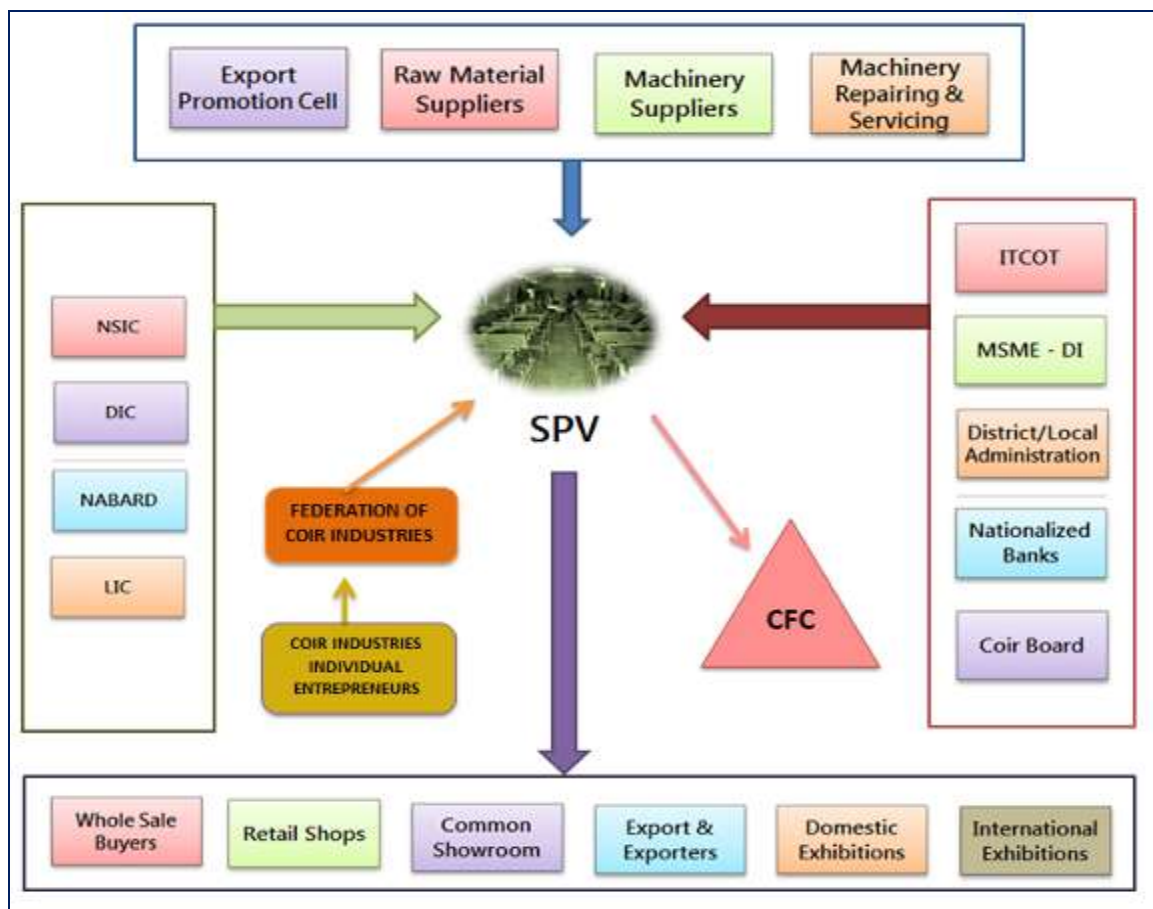 Export
Promotion Cell
Raw Material
Suppliers
Machinery
Suppliers
Machinery
Repairing &
Servicing
NSIC
DIC
NABARD
LIC
SPV
FEDERATION OF
COIR INDUSTRIES
COIR INDUSTRIES
INDIVIDUAL
ENTREPRENEURS
CFC
ITCOT
MSME - DI
District/Local
Administration
Nationalized
Banks
Coir Board
Whole Sale
Buyers
Retail Shops
Common
Showroom
Export &
Exporters
Domestic
Exhibitions
International
Exhibitions